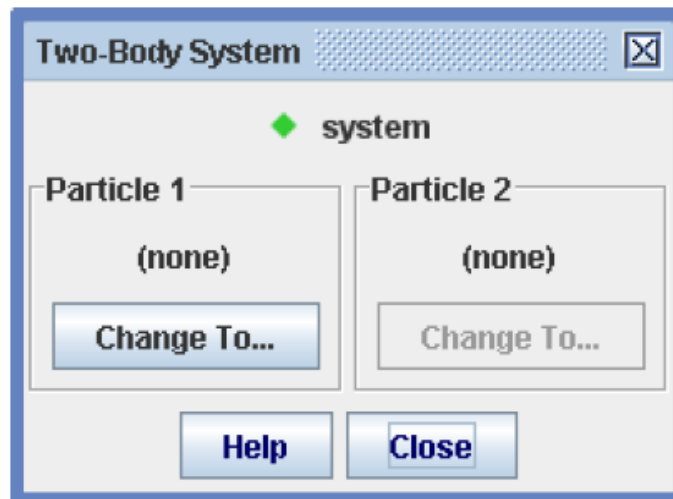 Two-Body System
system
Particle 1
Particle 2
(none)
(none)
Change To...
Change To...
Help
Close